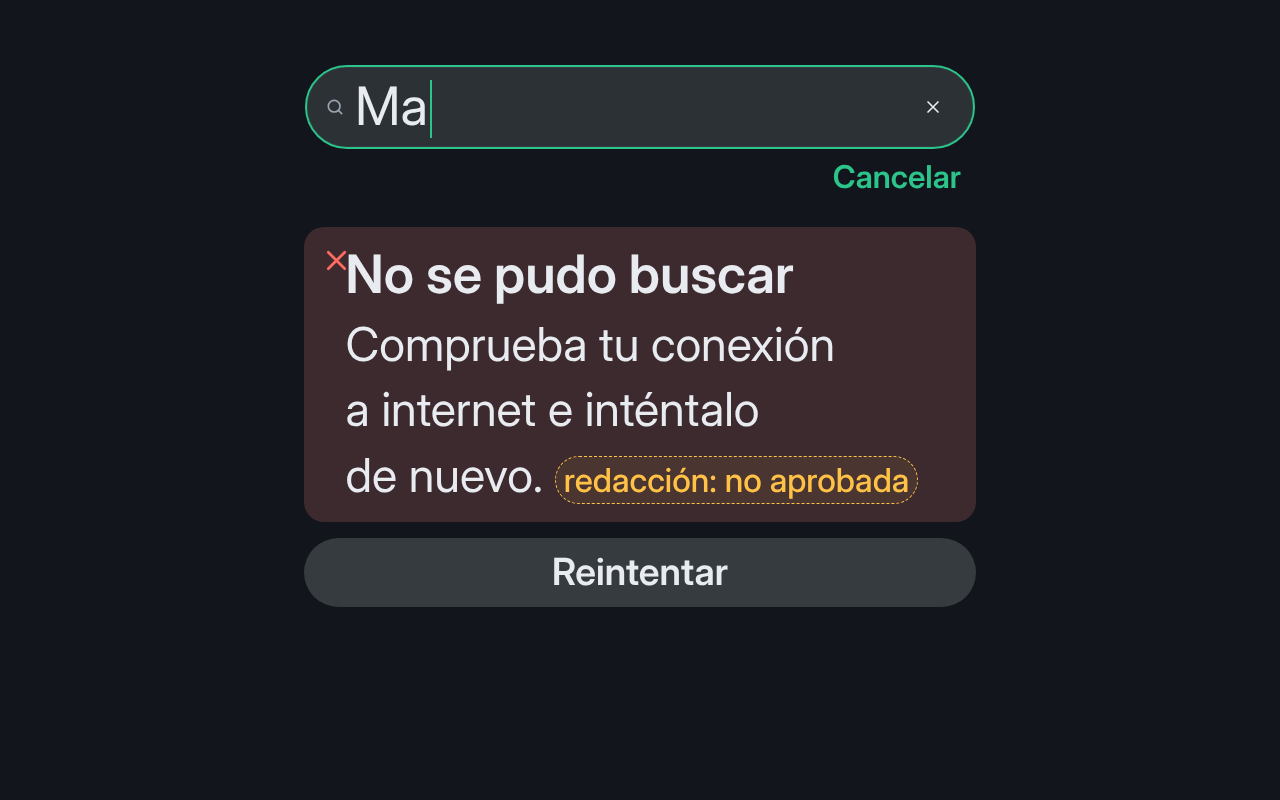 Ma
Cancelar
No se pudo buscar
Comprueba tu conexión
a internet e inténtalo
de nuevo. redacción: no aprobada
Reintentar